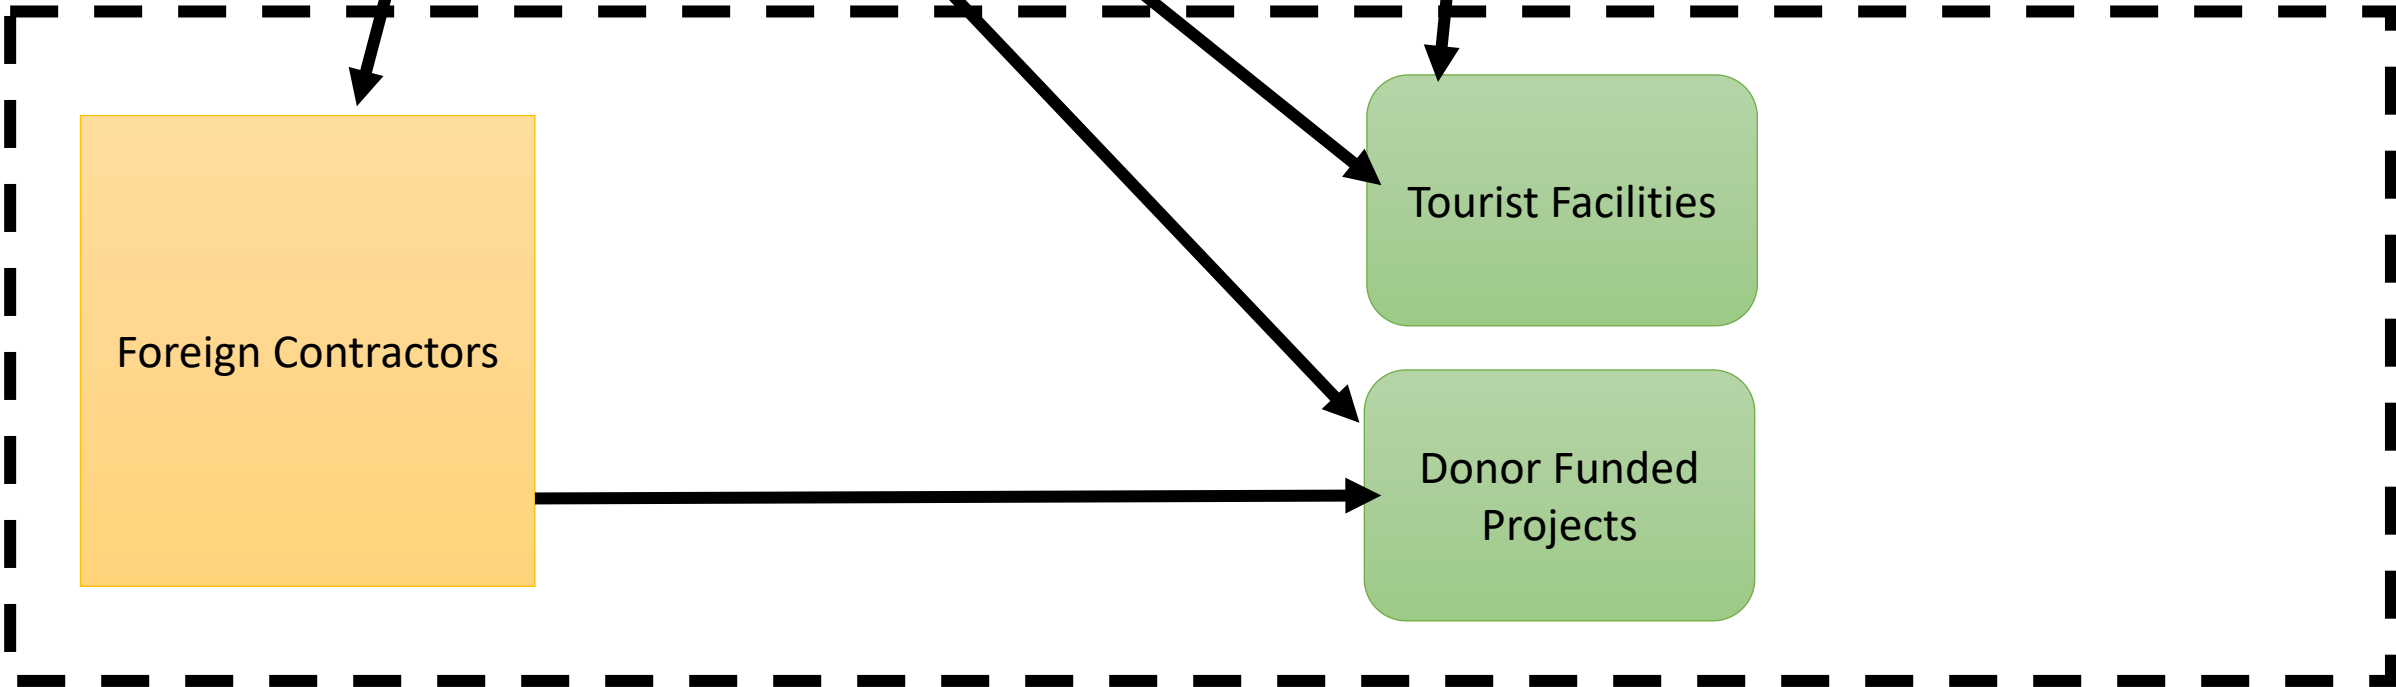 Tourist Facilities
Foreign Contractors
Donor Funded
Projects